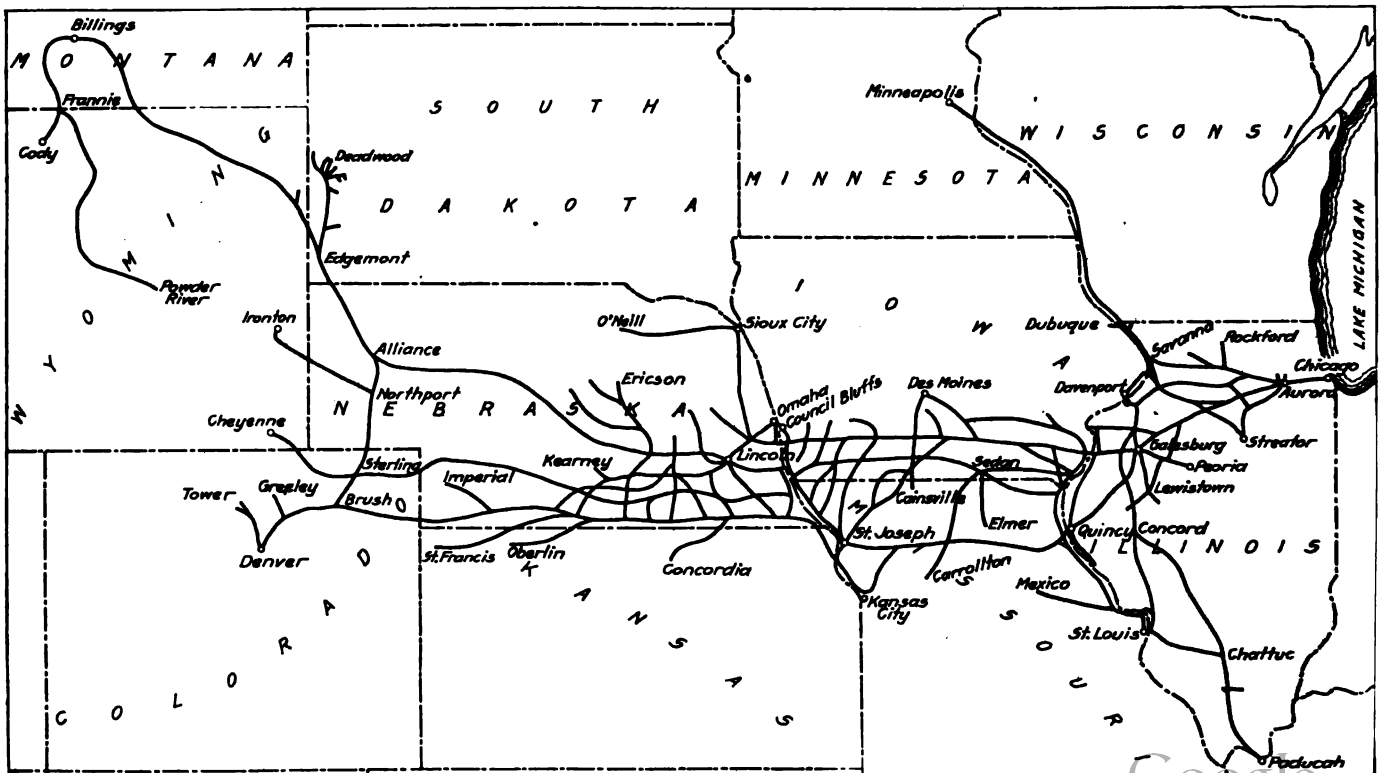 Billings
MONTANA
Frannie
Cody
WYOMING
Powder
River
Deadwood
SOUTH
DAKOTA
Edgemont
Minneapolis
WISCONSIN
MINNESOTA
LAKE MICHIGAN
Ironton
Alliance
Northport
NEBRASKA
O'Neill
Sioux City
IOWA
Dubuque
Savanna
Rockford
Chicago
Aurora
Davenport
Ericson
Omaha
Council Bluffs
Des Moines
Cheyenne
Sterling
Kearney
Lincoln
Galesburg
Streator
Peoria
Lewistown
Tower
Greeley
Brush
Imperial
Cainsville
Sedan
Elmer
Denver
St. Francis
Oberlin
Concordia
St. Joseph
Quincy
Concord
ILLINOIS
COLORADO
KANSAS
Kansas
City
Carrollton
MISSOURI
Mexico
St. Louis
Chattuc
Paducah
Google